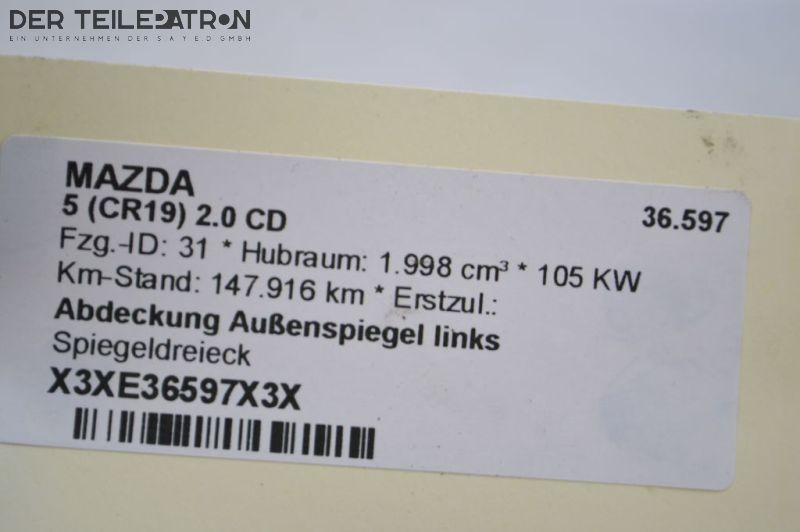 DER TEILEPATRON
EIN UNTERNEHMEN DER SAYED GMBH
MAZDA
5 (CR19) 2.0 CD
36.597
Fzg.-ID: 31 * Hubraum: 1.998 cm³ * 105 KW
Km-Stand: 147.916 km * Erstzul.:
Abdeckung Außenspiegel links
Spiegeldreieck
X3XE36597X3X